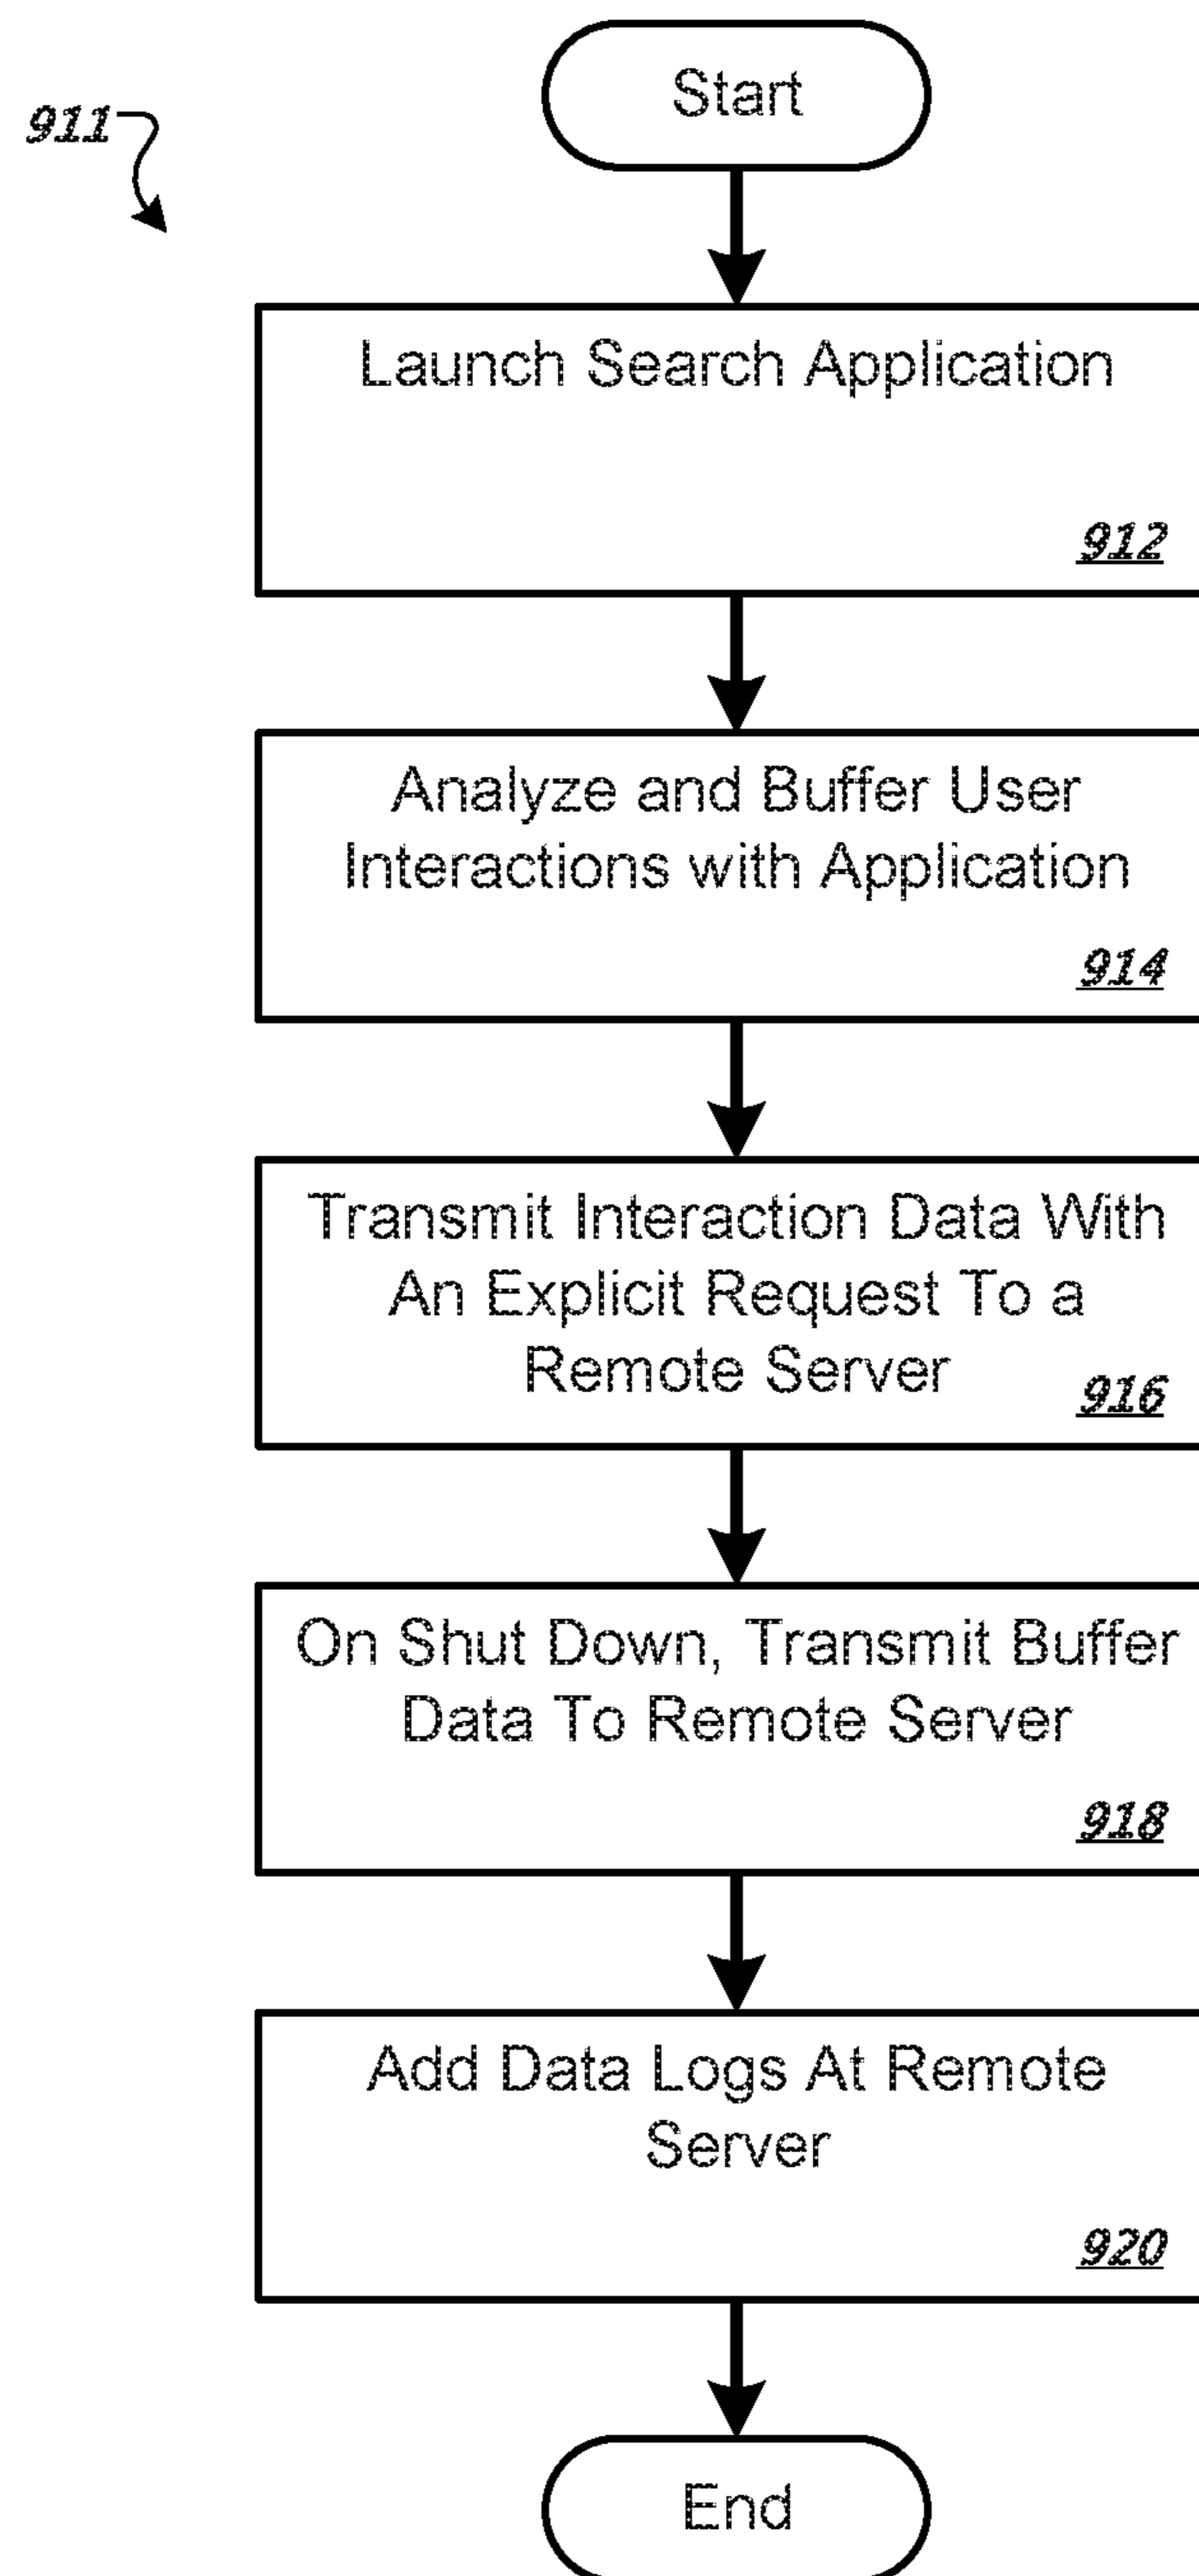 911
Start
Launch Search Application
912
Analyze and Buffer User
Interactions with Application
914
Transmit Interaction Data With
An Explicit Request To a
Remote Server
916
On Shut Down, Transmit Buffer
Data To Remote Server
918
Add Data Logs At Remote
Server
920
End